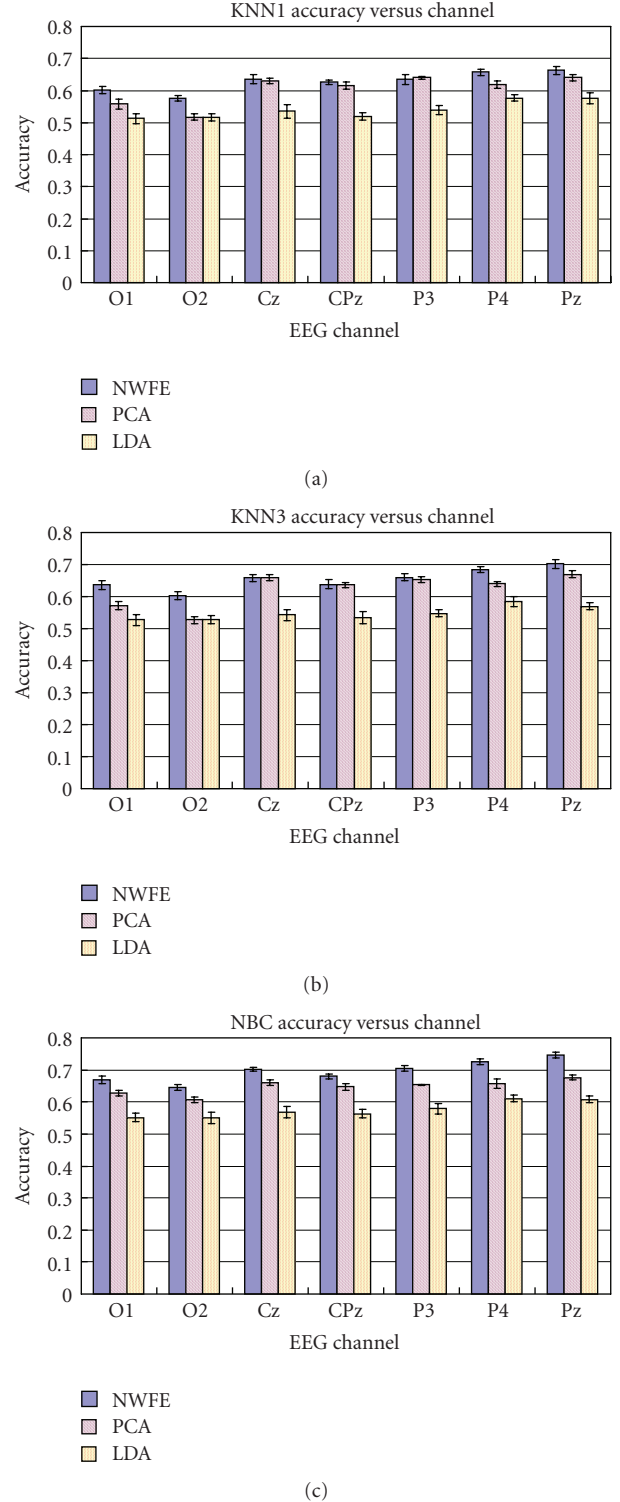 KNN1 accuracy versus channel
0.8
0.7
0.6
0.5
0.4
0.3
0.2
0.1
0
Accuracy
O1 O2 Cz CPz P3 P4 Pz
EEG channel
NWFE
PCA
LDA
(a)
KNN3 accuracy versus channel
0.8
0.7
0.6
0.5
0.4
0.3
0.2
0.1
0
Accuracy
O1 O2 Cz CPz P3 P4 Pz
EEG channel
NWFE
PCA
LDA
(b)
NBC accuracy versus channel
0.8
0.7
0.6
0.5
0.4
0.3
0.2
0.1
0
Accuracy
O1 O2 Cz CPz P3 P4 Pz
EEG channel
NWFE
PCA
LDA
(c)